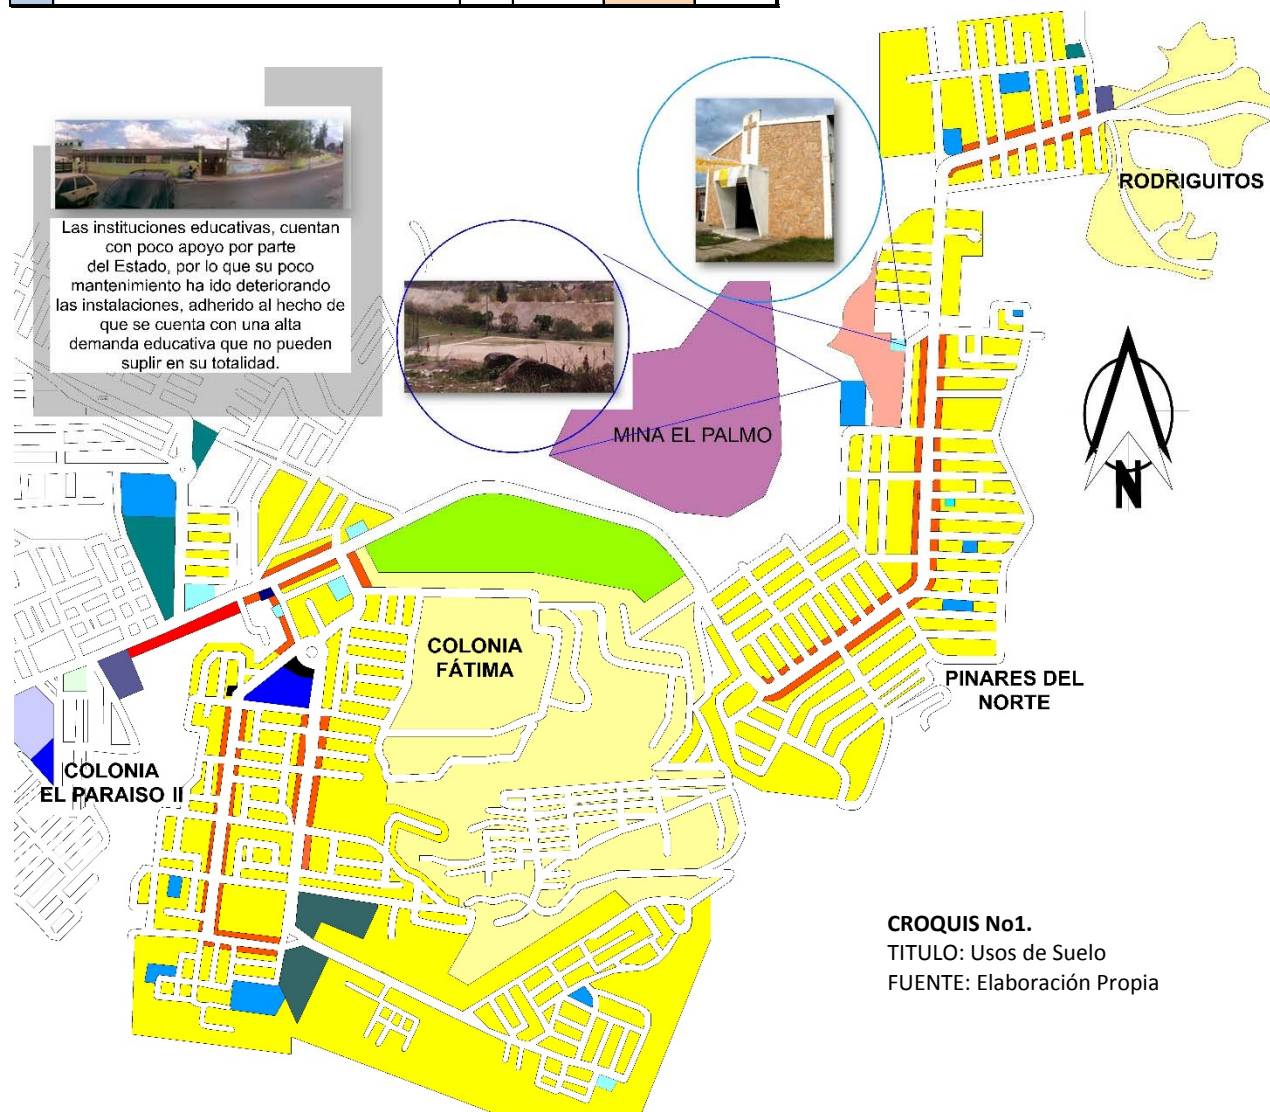 Las instituciones educativas, cuentan
con poco apoyo por parte
del Estado, por lo que su poco
mantenimiento ha ido deteriorando
las instalaciones, adherido al hecho de
que se cuenta con una alta
demanda educativa que no pueden
suplir en su totalidad.
RODRIGUITOS
MINA EL PALMO
N
COLONIA
FÁTIMA
PINARES DEL
NORTE
COLONIA
EL PARAISO II
CROQUIS No1.
TITULO: Usos de Suelo
FUENTE: Elaboración Propia